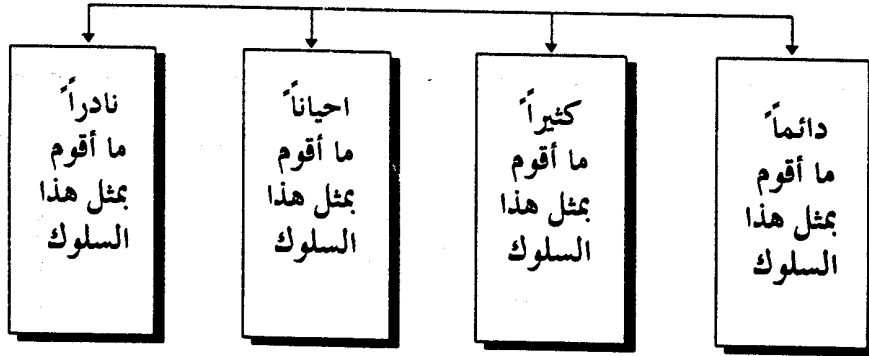 دائماً
ما أقوم
بمثل هذا
السلوك
كثيراً
ما أقوم
بمثل هذا
السلوك
احياناً
ما أقوم
بمثل هذا
السلوك
نادراً
ما أقوم
بمثل هذا
السلوك